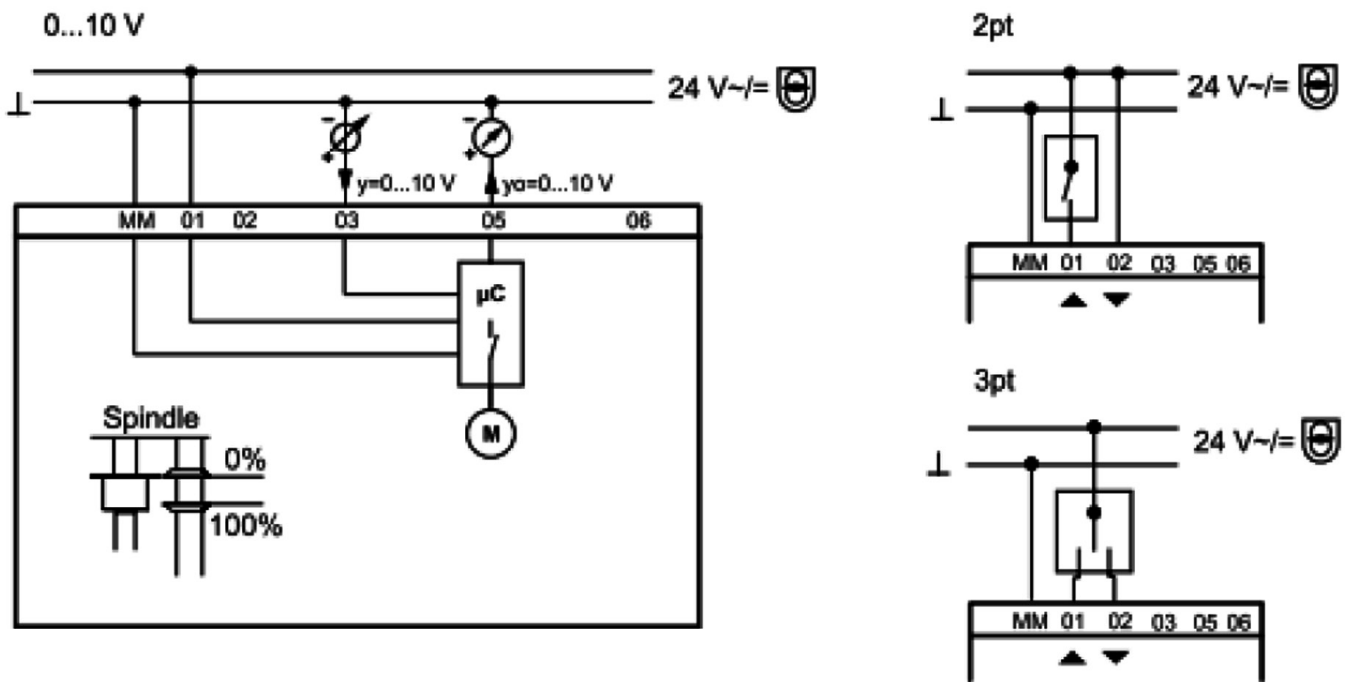 0...10 V
⊥
24 V~/=
- +
y=0...10 V
- +
yo=0...10 V
MM 01 02 03 05 06
µC
M
Spindle
0%
100%
2pt
⊥
24 V~/=
MM 01 02 03 05 06
▲ ▼
3pt
⊥
24 V~/=
MM 01 02 03 05 06
▲ ▼